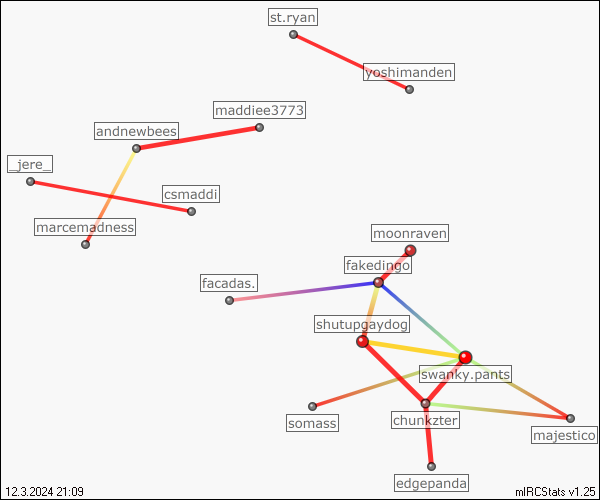 st.ryan
yoshimanden
maddiee3773
andnewbees
_jere_
csmaddi
marcemadness
moonraven
fakedingo
facadas.
shutupgaydog
swanky.pants
somass
chunkzter
majestico
edgepanda
12.3.2024 21:09
mIRCStats v1.25